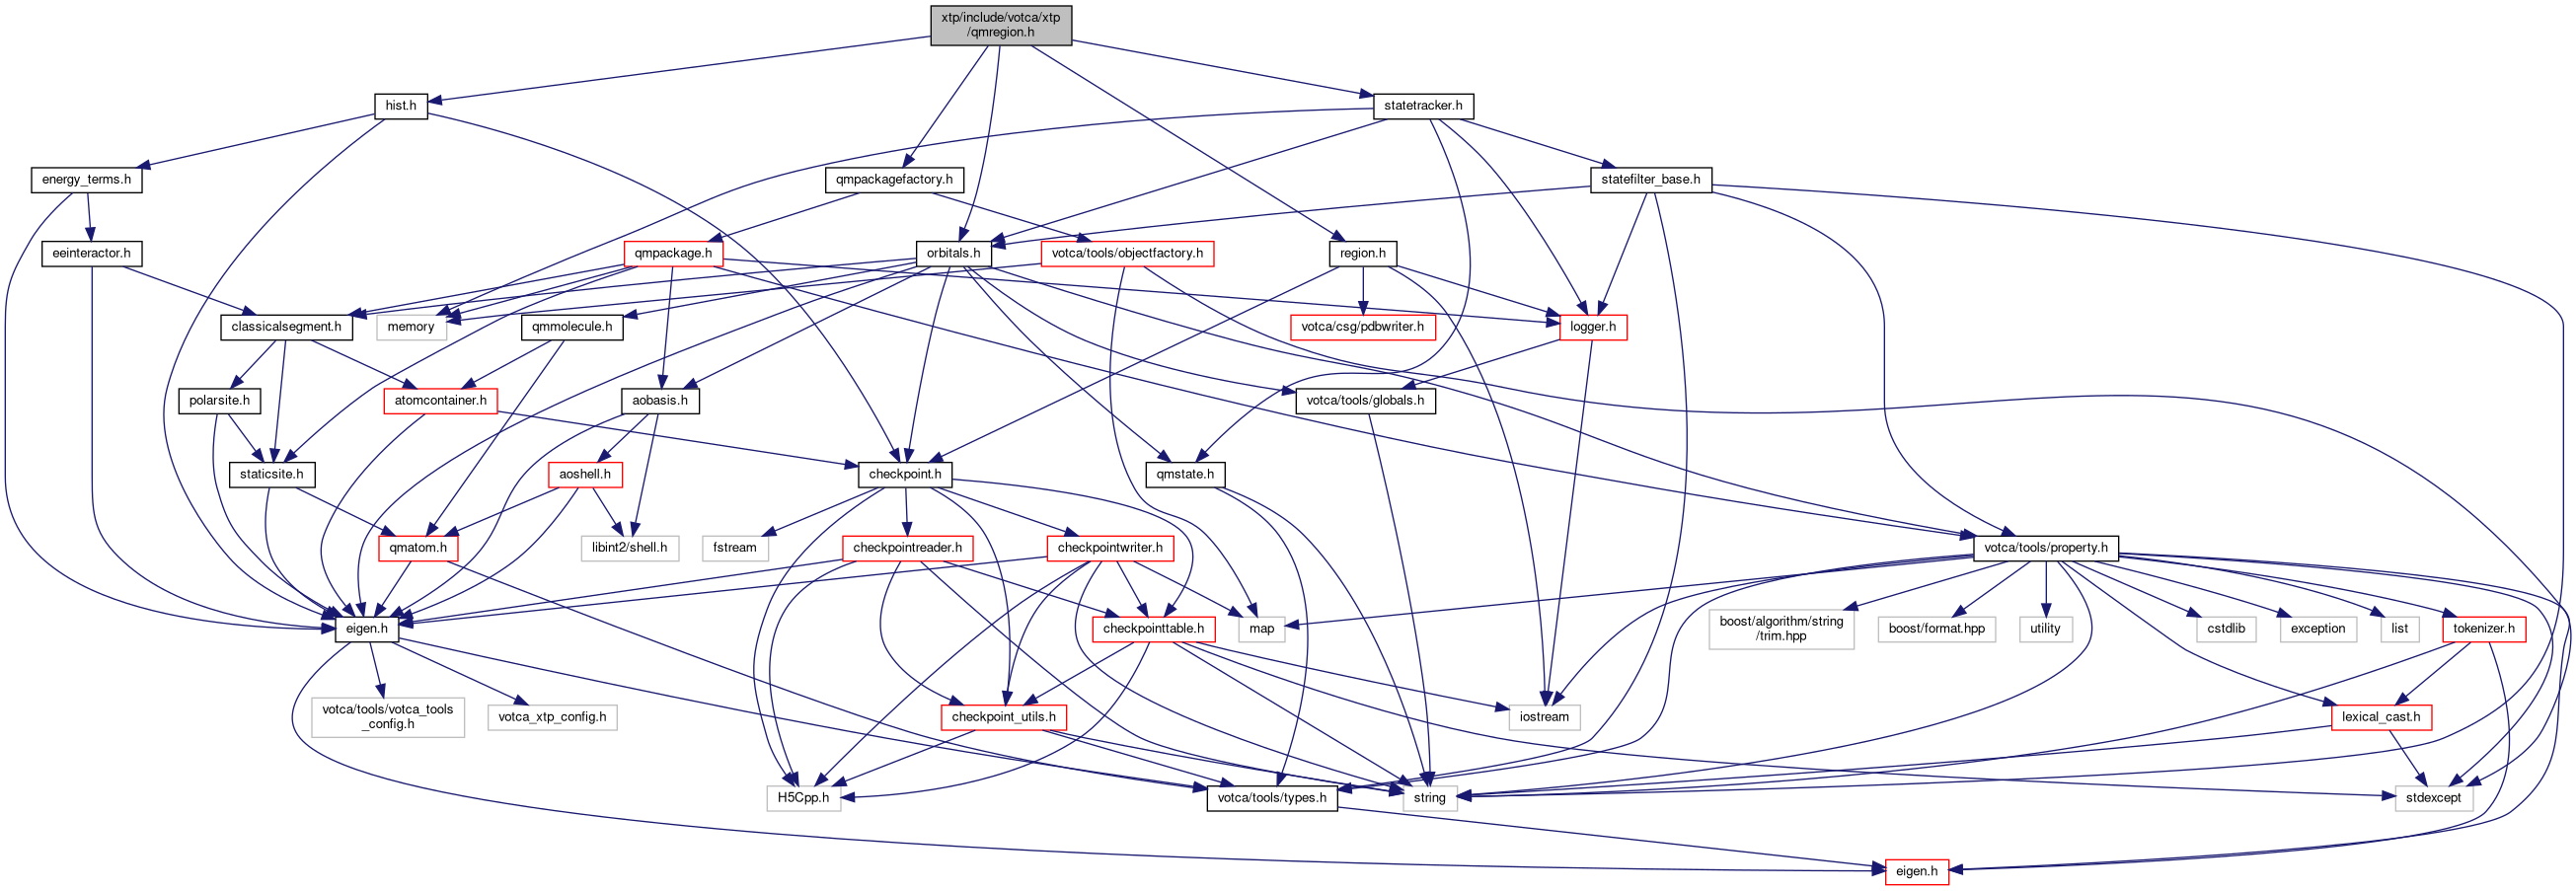 xtp/include/votca/xtp
/qmregion.h
hist.h
statetracker.h
energy_terms.h
qmpackagefactory.h
statefilter_base.h
eeinteractor.h
qmpackage.h
orbitals.h
votca/tools/objectfactory.h
region.h
classicalsegment.h
memory
qmmolecule.h
votca/csg/pdbwriter.h
logger.h
polarsite.h
atomcontainer.h
aobasis.h
votca/tools/globals.h
staticsite.h
aoshell.h
checkpoint.h
qmstate.h
qmatom.h
libint2/shell.h
fstream
checkpointreader.h
checkpointwriter.h
votca/tools/property.h
eigen.h
checkpointtable.h
map
boost/algorithm/string
/trim.hpp
boost/format.hpp
utility
cstdlib
exception
list
tokenizer.h
votca/tools/votca_tools
_config.h
votca_xtp_config.h
checkpoint_utils.h
iostream
lexical_cast.h
H5Cpp.h
votca/tools/types.h
string
stdexcept
eigen.h